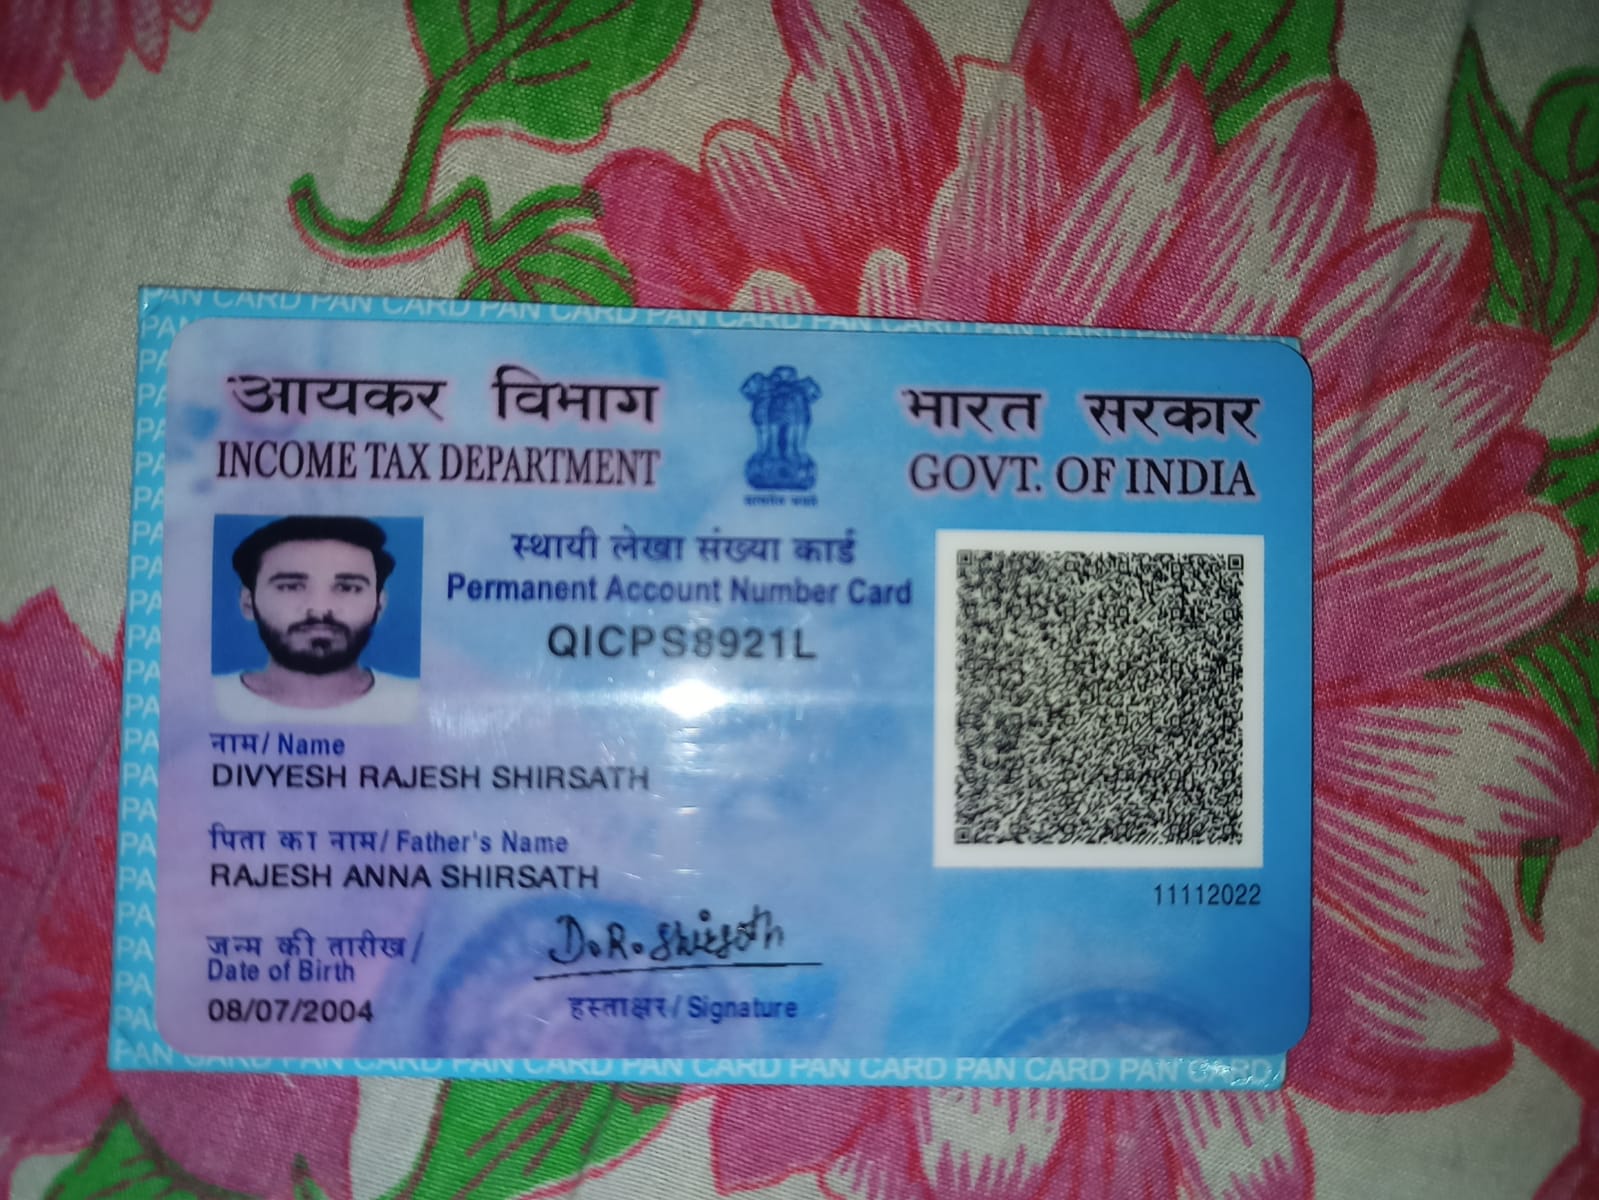 PAN CARD PAN CARD PAN CARD PAN CARD PAN CARD PAN CARD
आयकर विभाग
INCOME TAX DEPARTMENT
भारत सरकार
GOVT. OF INDIA
सत्यमेव जयते
स्थायी लेखा संख्या कार्ड
Permanent Account Number Card
QICPS8921L
नाम / Name
DIVYESH RAJESH SHIRSATH
पिता का नाम / Father's Name
RAJESH ANNA SHIRSATH
11112022
जन्म की तारीख /
Date of Birth
08/07/2004
D.R.Shirsath
हस्ताक्षर / Signature
PAN CARD PAN CARD PAN CARD PAN CARD PAN CARD PAN CARD